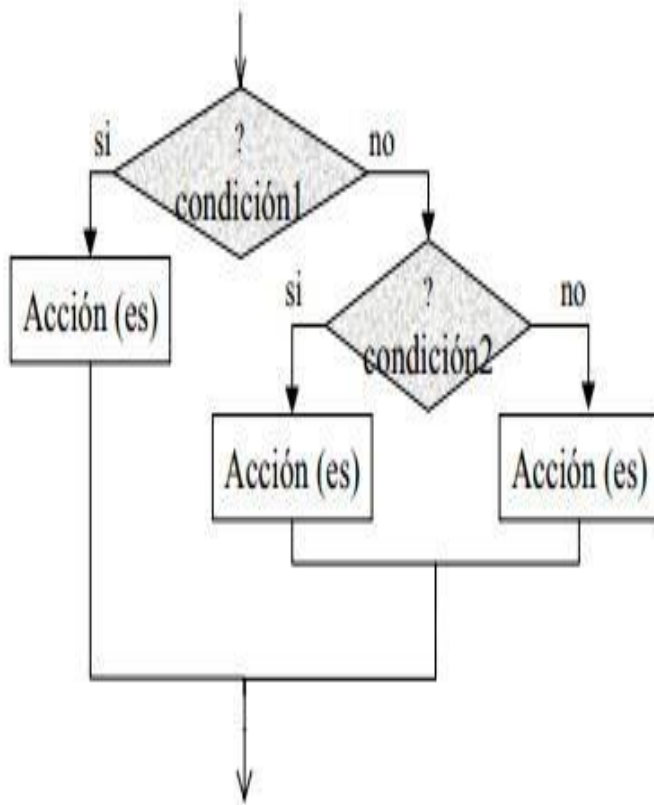 si
?
no
condición1
Acción (es)
si
?
no
condición2
Acción (es)
Acción (es)